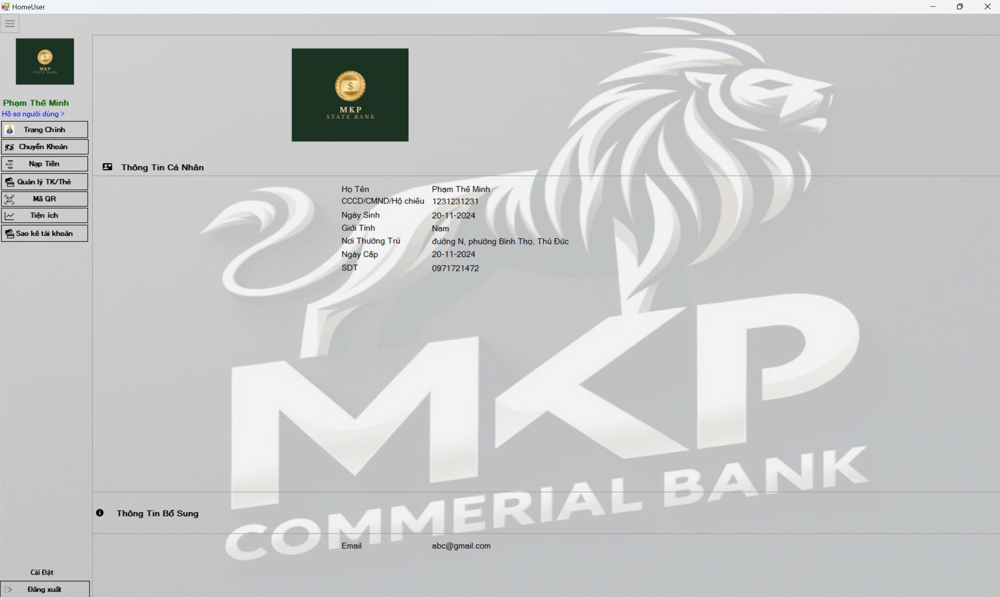 HomeUser
MKP
STATE BANK
Phạm Thế Minh
Hồ sơ người dùng >
Trang Chính
Chuyển Khoản
Nạp Tiền
Quản lý TK/Thẻ
Mã QR
Tiện ích
Sao kê tài khoản
Cài Đặt
Đăng xuất
$
MKP
STATE BANK
Thông Tin Cá Nhân
Họ Tên Phạm Thế Minh
CCCD/CMND/Hộ chiếu 1231231231
Ngày Sinh 20-11-2024
Giới Tính Nam
Nơi Thường Trú đường N, phường Bình Thọ, Thủ Đức
Ngày Cấp 20-11-2024
SDT 0971721472
MKP
COMMERIAL BANK
Thông Tin Bổ Sung
Email abc@gmail.com